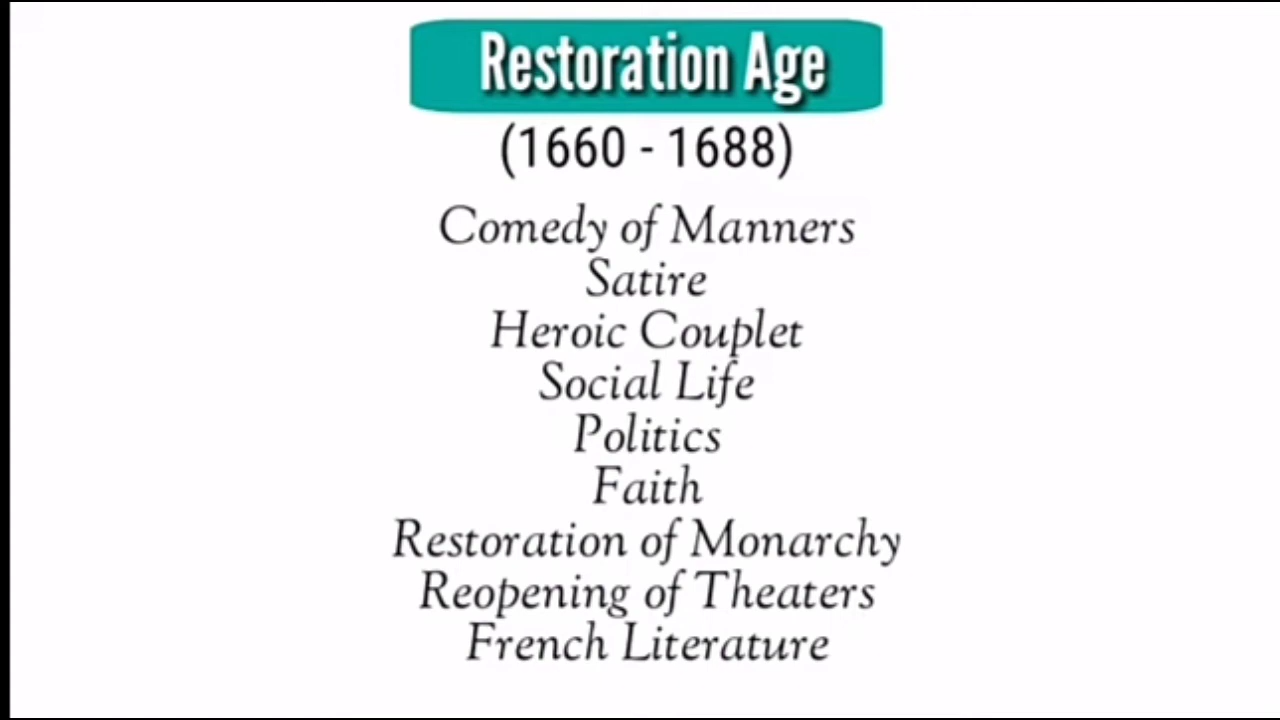 Restoration Age
(1660 - 1688)
Comedy of Manners
Satire
Heroic Couplet
Social Life
Politics
Faith
Restoration of Monarchy
Reopening of Theaters
French Literature